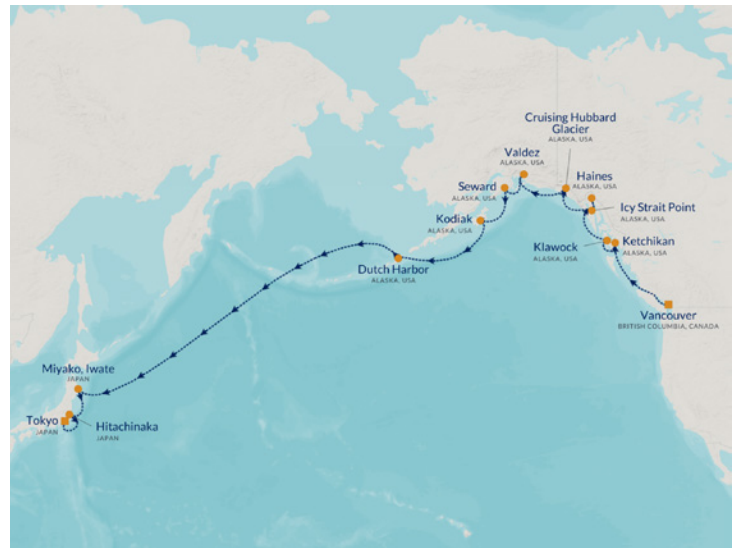 Cruising Hubbard
Glacier
ALASKA, USA
Valdez
ALASKA, USA
Haines
ALASKA, USA
Seward
ALASKA, USA
Icy Strait Point
ALASKA, USA
Kodiak
ALASKA, USA
Klawock
ALASKA, USA
Ketchikan
ALASKA, USA
Dutch Harbor
ALASKA, USA
Vancouver
BRITISH COLUMBIA, CANADA
Miyako, Iwate
JAPAN
Tokyo
JAPAN
Hitachinaka
JAPAN